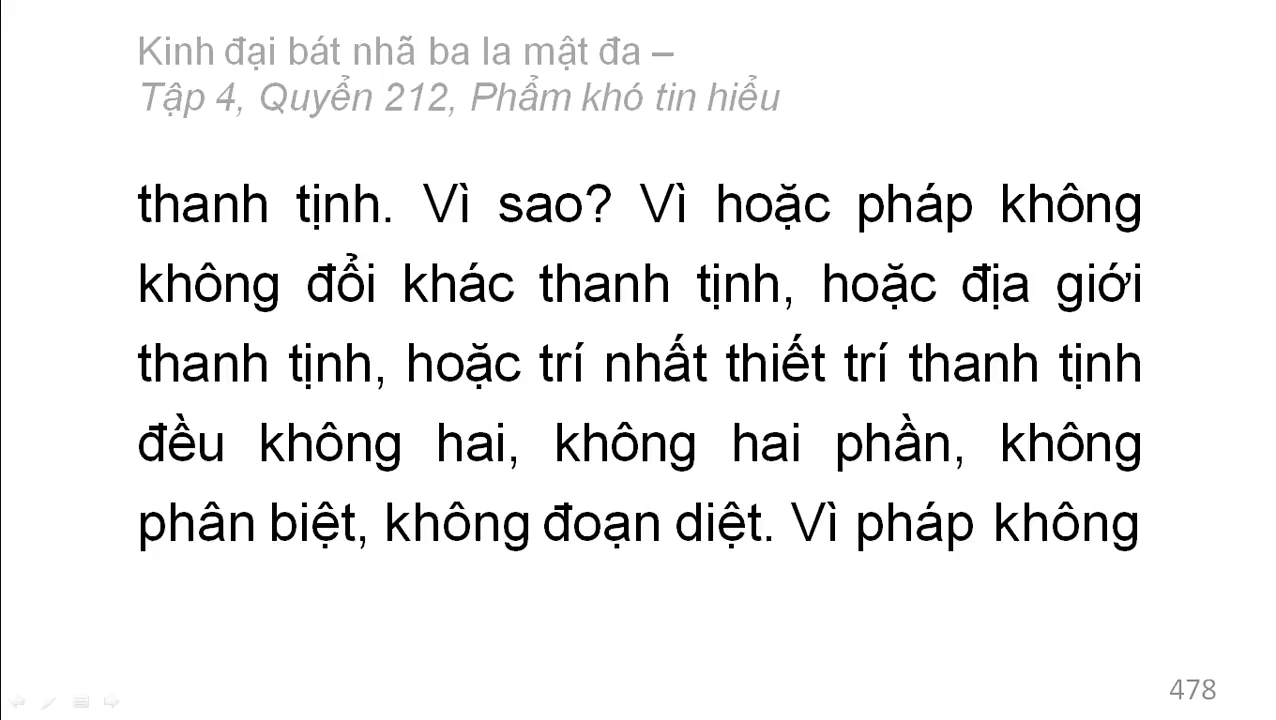 Kinh đại bát nhã ba la mật đa –
Tập 4, Quyển 212, Phẩm khó tin hiểu
thanh tịnh. Vì sao? Vì hoặc pháp không
không đổi khác thanh tịnh, hoặc địa giới
thanh tịnh, hoặc trí nhất thiết trí thanh tịnh
đều không hai, không hai phần, không
phân biệt, không đoạn diệt. Vì pháp không
478